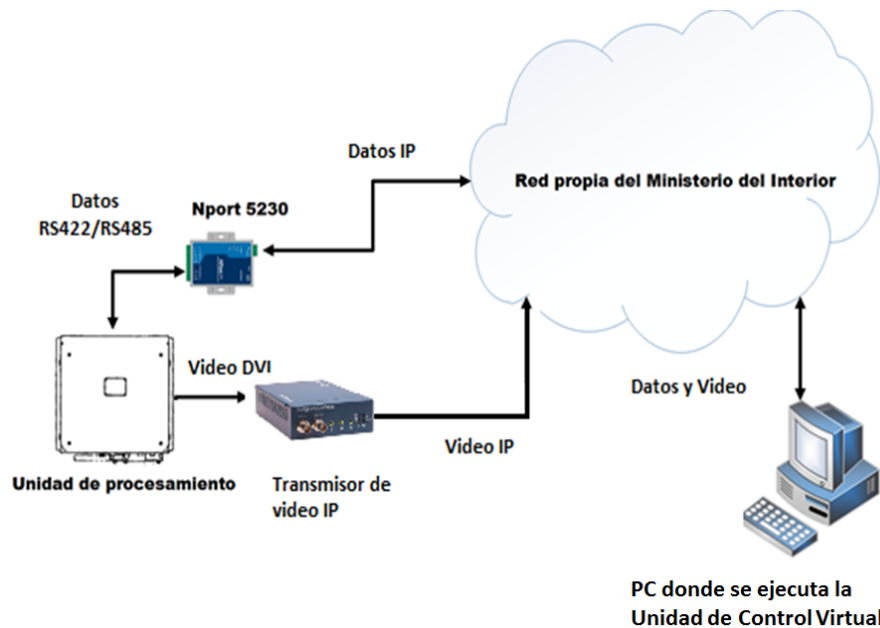 Datos IP
Red propia del Ministerio del Interior
Datos
RS422/RS485
Nport 5230
Video DVI
Datos y Video
Video IP
Unidad de procesamiento
Transmisor de
video IP
PC donde se ejecuta la
Unidad de Control Virtual